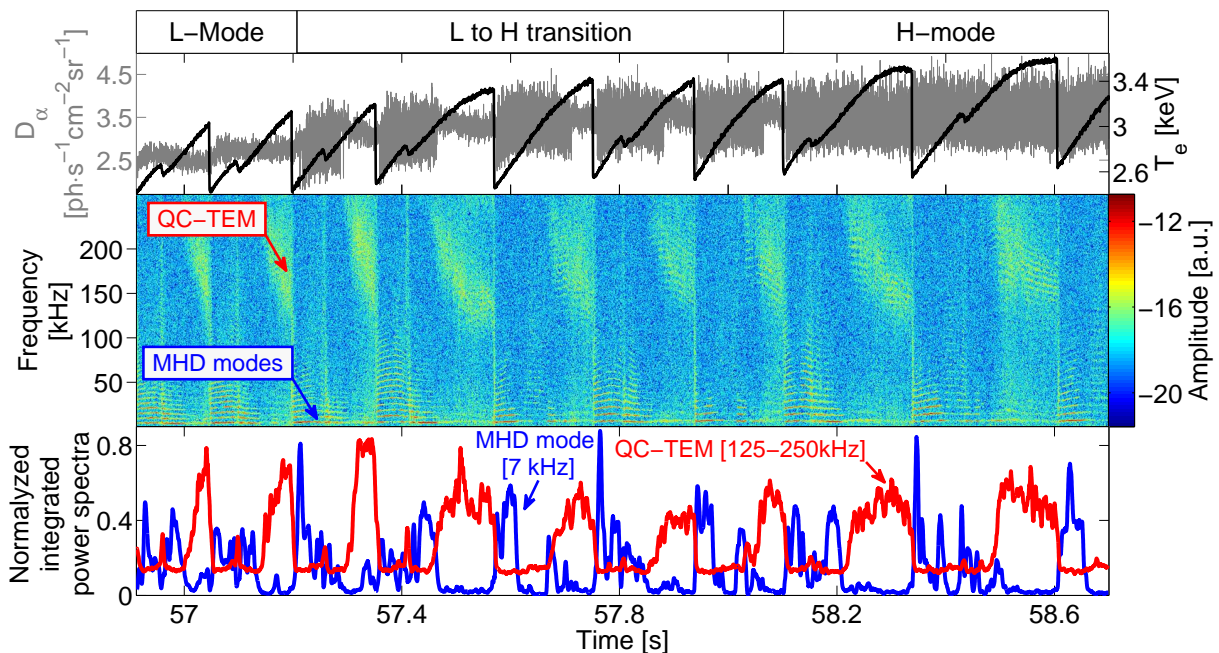 L−Mode
L to H transition
H−mode
D_α
[ph·s⁻¹cm⁻²sr⁻¹]
4.5
3.5
2.5
3.4
3
2.6
T_e [keV]
QC−TEM
MHD modes
Frequency
[kHz]
200
150
100
50
−12
−16
−20
Amplitude [a.u.]
MHD mode
[7 kHz]
QC−TEM [125−250kHz]
Normalized
integrated
power spectra
0.8
0.4
0
57
57.4
57.8
58.2
58.6
Time [s]